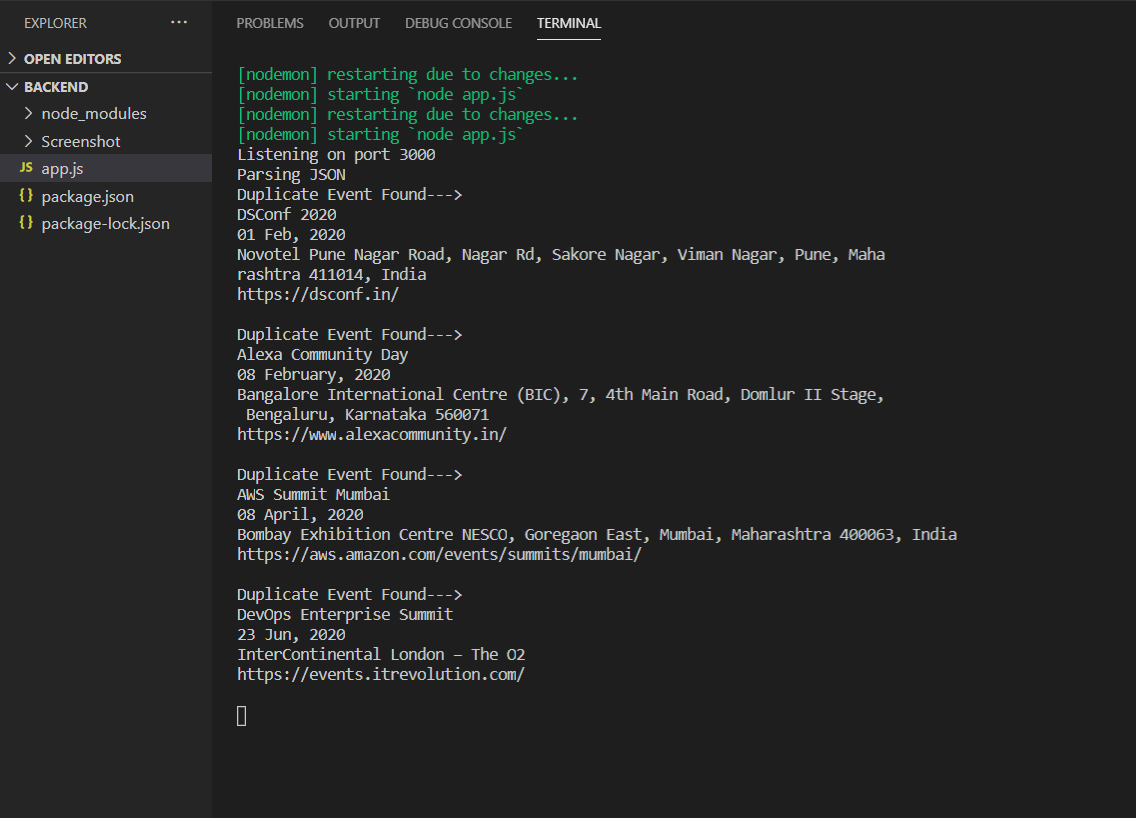 EXPLORER
OPEN EDITORS
BACKEND
node_modules
Screenshot
JS app.js
{} package.json
{} package-lock.json
PROBLEMS OUTPUT DEBUG CONSOLE TERMINAL
[nodemon] restarting due to changes...
[nodemon] starting `node app.js`
[nodemon] restarting due to changes...
[nodemon] starting `node app.js`
Listening on port 3000
Parsing JSON
Duplicate Event Found--->
DSConf 2020
01 Feb, 2020
Novotel Pune Nagar Road, Nagar Rd, Sakore Nagar, Viman Nagar, Pune, Maha
rashtra 411014, India
https://dsconf.in/
Duplicate Event Found--->
Alexa Community Day
08 February, 2020
Bangalore International Centre (BIC), 7, 4th Main Road, Domlur II Stage,
Bengaluru, Karnataka 560071
https://www.alexacommunity.in/
Duplicate Event Found--->
AWS Summit Mumbai
08 April, 2020
Bombay Exhibition Centre NESCO, Goregaon East, Mumbai, Maharashtra 400063, India
https://aws.amazon.com/events/summits/mumbai/
Duplicate Event Found--->
DevOps Enterprise Summit
23 Jun, 2020
InterContinental London – The O2
https://events.itrevolution.com/